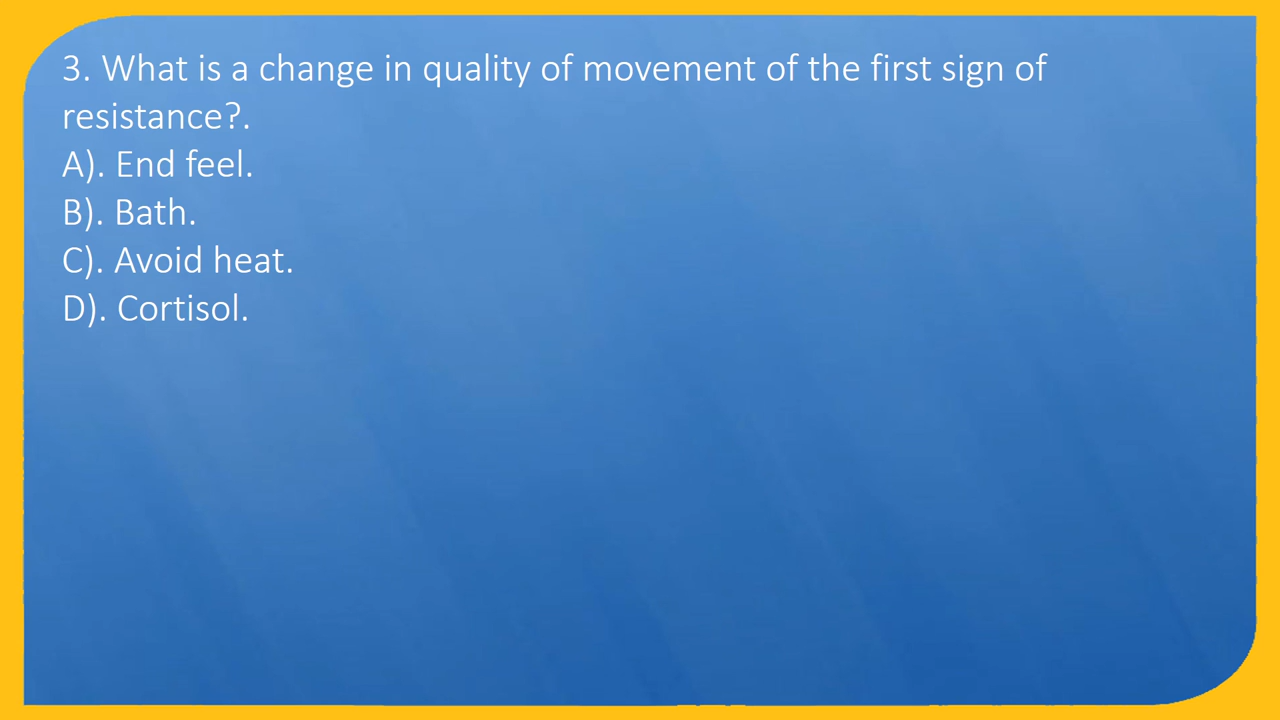 3. What is a change in quality of movement of the first sign of
resistance?.
A). End feel.
B). Bath.
C). Avoid heat.
D). Cortisol.